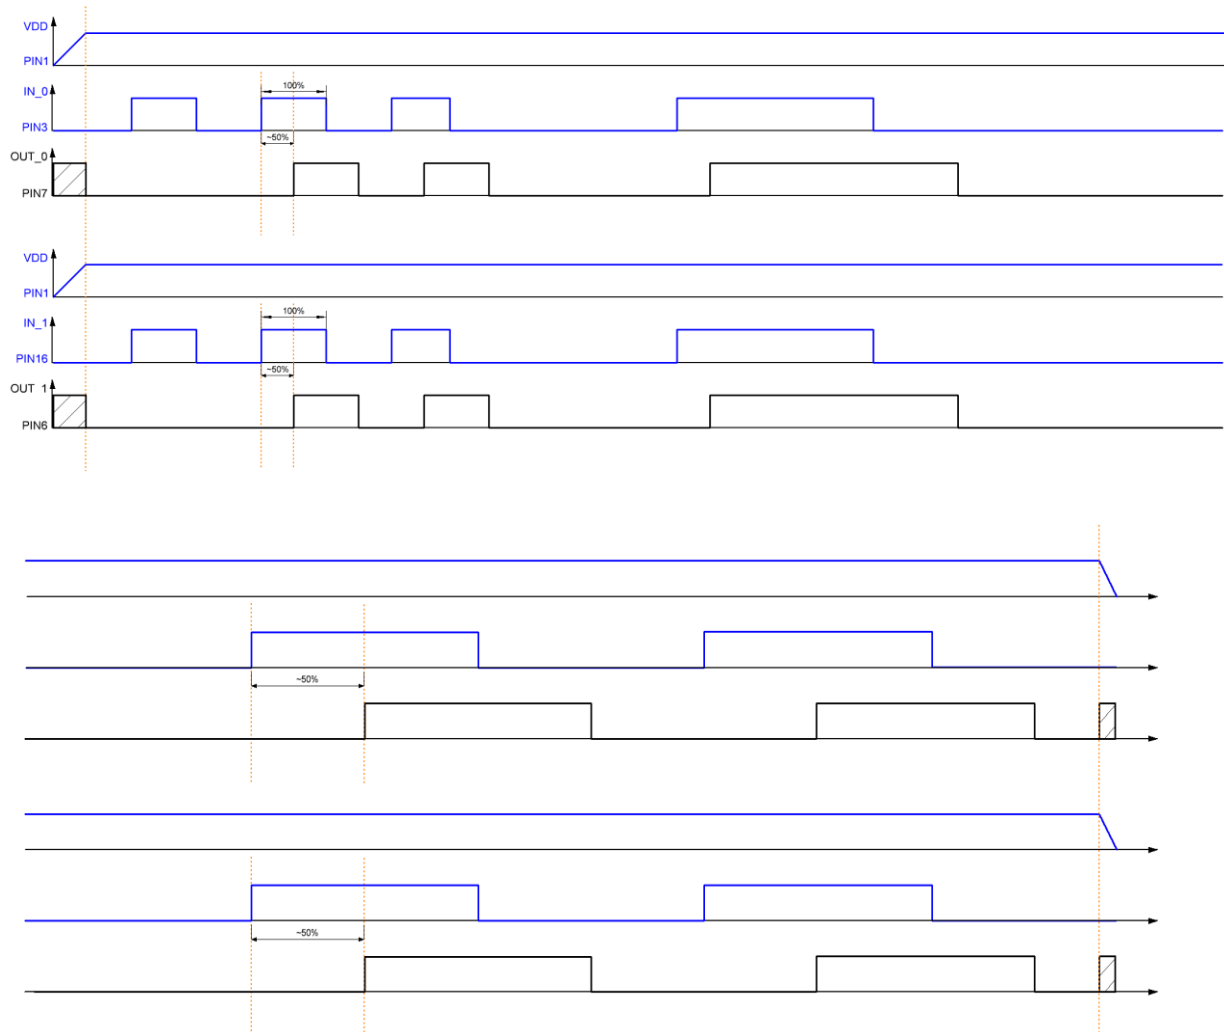 VDD
PIN1
IN_0
100%
PIN3
~50%
OUT_0
PIN7
VDD
PIN1
IN_1
100%
PIN16
~50%
OUT 1
PIN6
~50%
~50%